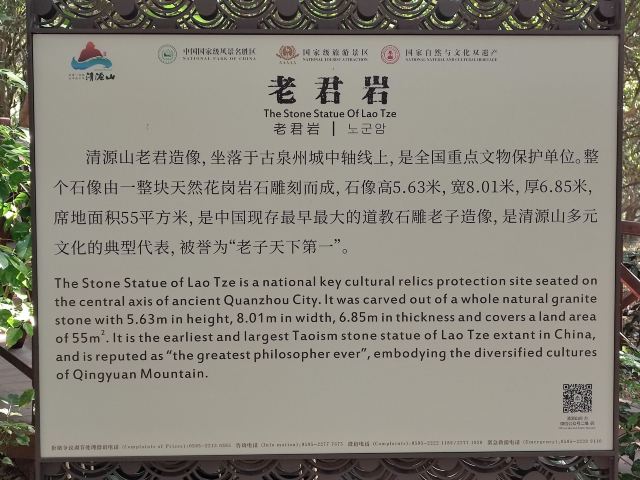 清源山
中国国家级风景名胜区
NATIONAL PARK OF CHINA
国家级旅游景区
NATIONAL TOURIST ATTRACTION
国家自然与文化双遗产
NATIONAL NATURAL AND CULTURAL HERITAGE
老君岩
The Stone Statue Of Lao Tze
老君岩 | 노군암
清源山老君造像,坐落于古泉州城中轴线上,是全国重点文物保护单位。整
个石像由一整块天然花岗岩石雕刻而成,石像高5.63米,宽8.01米,厚6.85米,
席地面积55平方米,是中国现存最早最大的道教石雕老子造像,是清源山多元
文化的典型代表,被誉为“老子天下第一”。
The Stone Statue of Lao Tze is a national key cultural relics protection site seated on
the central axis of ancient Quanzhou City. It was carved out of a whole natural granite
stone with 5.63m in height, 8.01m in width, 6.85m in thickness and covers a land area
of 55m². It is the earliest and largest Taoism stone statue of Lao Tze extant in China,
and is reputed as “the greatest philosopher ever”, embodying the diversified cultures
of Qingyuan Mountain.